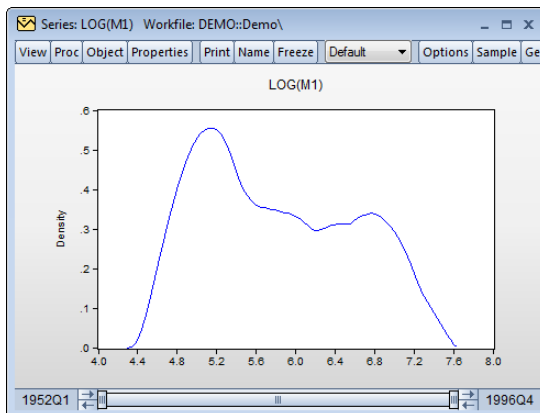 Series: LOG(M1) Workfile: DEMO::Demo\
View Proc Object Properties Print Name Freeze Default Options Sample Ge
LOG(M1)
.6
.5
.4
.3
.2
.1
.0
Density
4.0 4.4 4.8 5.2 5.6 6.0 6.4 6.8 7.2 7.6 8.0
1952Q1 1996Q4